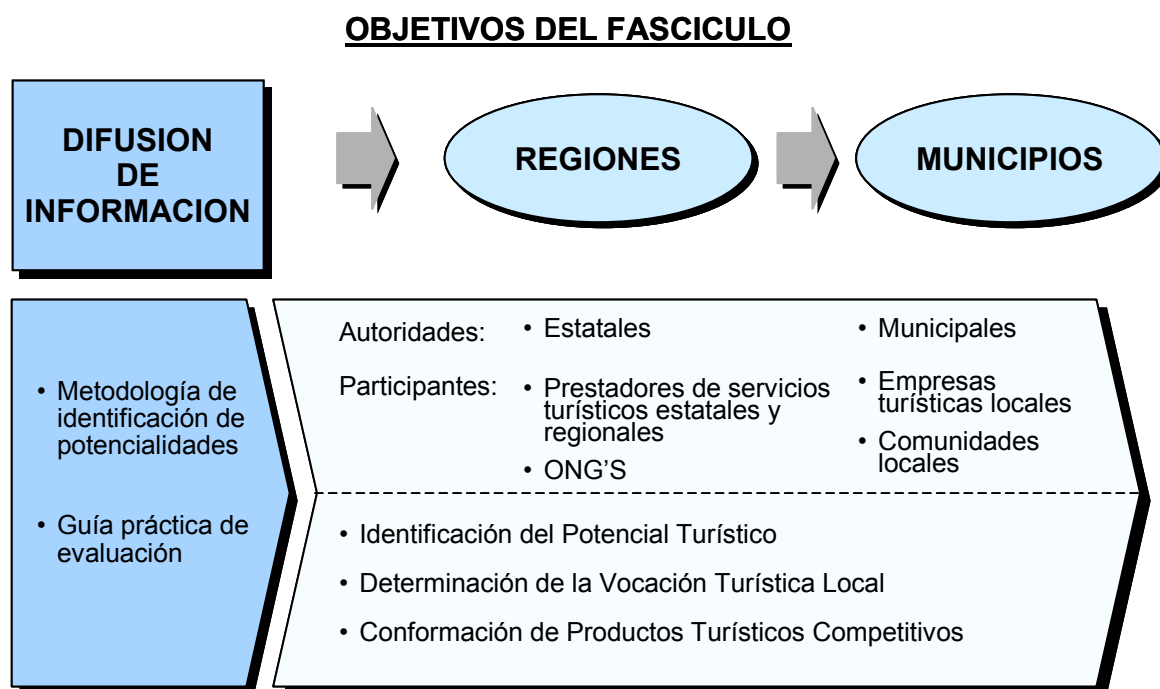 OBJETIVOS DEL FASCICULO
DIFUSION
DE
INFORMACION
REGIONES
MUNICIPIOS
• Metodología de
identificación de
potencialidades
• Guía práctica de
evaluación
Autoridades:
• Estatales
• Municipales
Participantes:
• Prestadores de servicios
turísticos estatales y
regionales
• ONG'S
• Empresas
turísticas locales
• Comunidades
locales
• Identificación del Potencial Turístico
• Determinación de la Vocación Turística Local
• Conformación de Productos Turísticos Competitivos